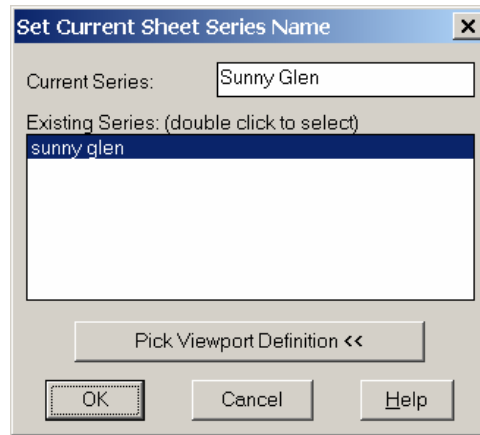 Set Current Sheet Series Name
Current Series: Sunny Glen
Existing Series: (double click to select)
sunny glen
Pick Viewport Definition <<
OK Cancel Help